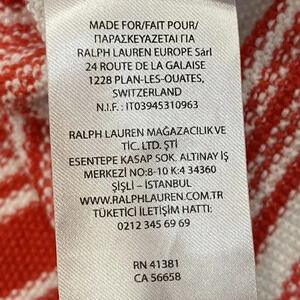 MADE FOR/FAIT POUR/
ΠΑΡΑΣΚΕΥΑΖΕΤΑΙ ΓΙΑ
RALPH LAUREN EUROPE Sàrl
24 ROUTE DE LA GALAISE
1228 PLAN-LES-OUATES,
SWITZERLAND
N.I.F. : IT03945310963
RALPH LAUREN MAĞAZACILIK VE
TİC. LTD. ŞTİ
ESENTEPE KASAP SOK. ALTINAY İŞ
MERKEZİ NO:8-10 K:4 34360
ŞİŞLİ – İSTANBUL
WWW.RALPHLAUREN.COM.TR
TÜKETİCİ İLETİŞİM HATTI:
0212 345 69 69
RN 41381
CA 56658